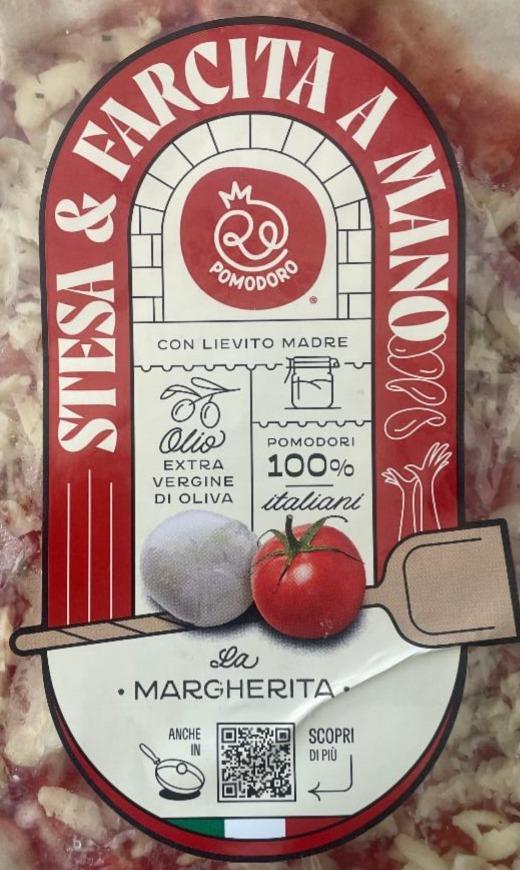 STESA & FARCITA A MANO
Re
POMODORO
®
CON LIEVITO MADRE
Olio
EXTRA
VERGINE
DI OLIVA
POMODORI
100%
italiani
La
• MARGHERITA •
ANCHE
IN
SCOPRI
DI PIÙ